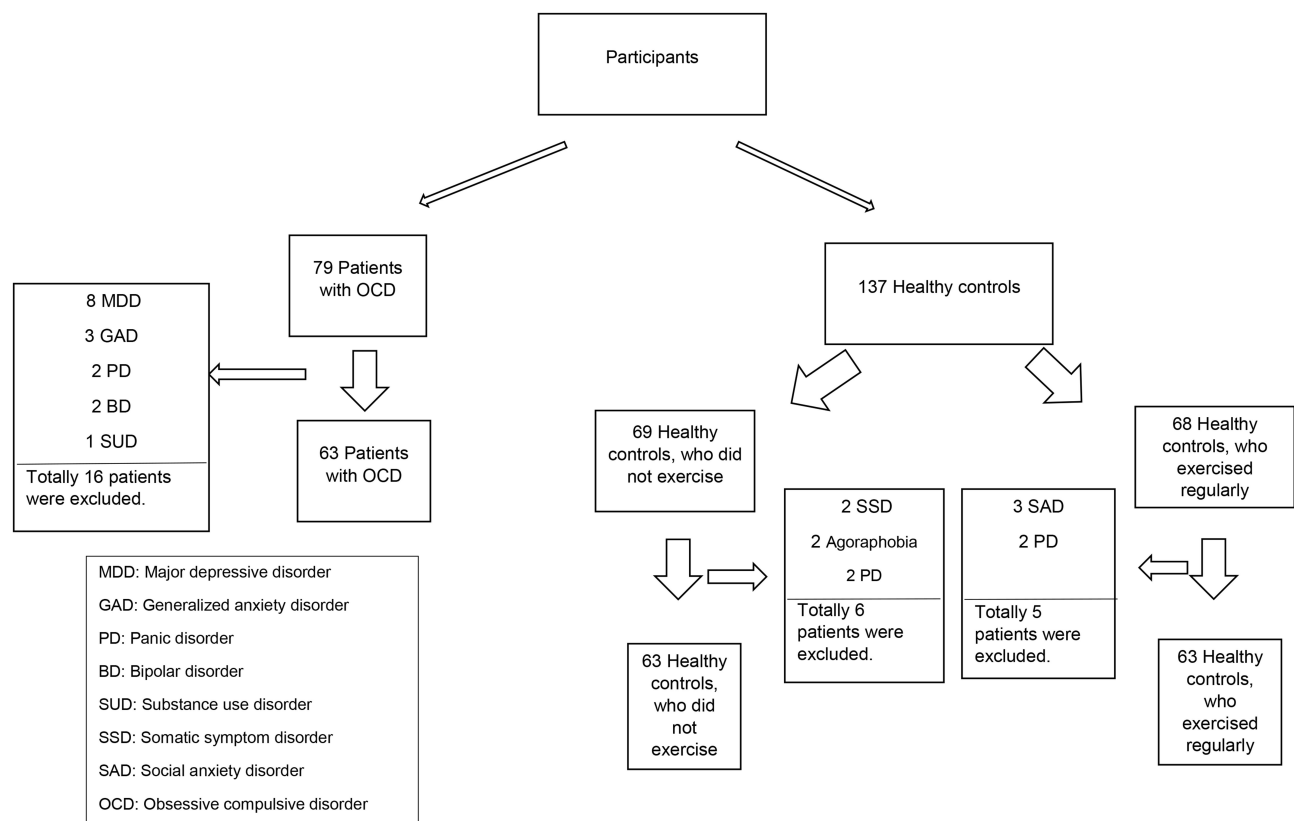 Participants
79 Patients
with OCD
8 MDD
3 GAD
2 PD
2 BD
1 SUD
Totally 16 patients
were excluded.
63 Patients
with OCD
137 Healthy controls
69 Healthy
controls, who did
not exercise
68 Healthy
controls, who
exercised
regularly
2 SSD
2 Agoraphobia
2 PD
Totally 6
patients were
excluded.
3 SAD
2 PD
Totally 5
patients were
excluded.
63 Healthy
controls,
who did
not
exercise
63 Healthy
controls,
who
exercised
regularly
MDD: Major depressive disorder
GAD: Generalized anxiety disorder
PD: Panic disorder
BD: Bipolar disorder
SUD: Substance use disorder
SSD: Somatic symptom disorder
SAD: Social anxiety disorder
OCD: Obsessive compulsive disorder